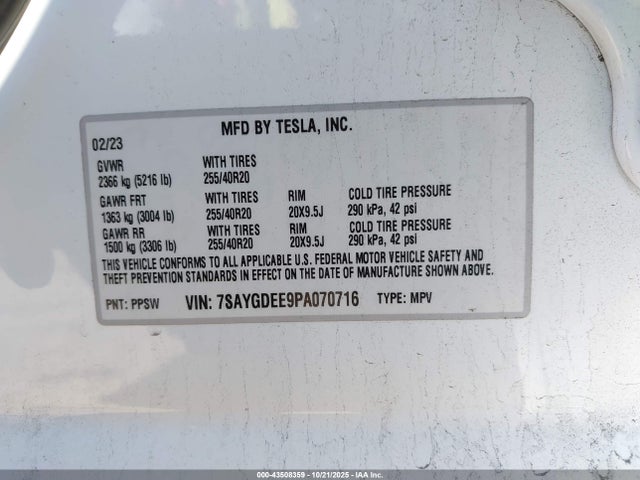 MFD BY TESLA, INC.
02/23
GVWR WITH TIRES
2366 kg (5216 lb) 255/40R20
GAWR FRT WITH TIRES RIM COLD TIRE PRESSURE
1363 kg (3004 lb) 255/40R20 20X9.5J 290 kPa, 42 psi
GAWR RR WITH TIRES RIM COLD TIRE PRESSURE
1500 kg (3306 lb) 255/40R20 20X9.5J 290 kPa, 42 psi
THIS VEHICLE CONFORMS TO ALL APPLICABLE U.S. FEDERAL MOTOR VEHICLE SAFETY AND
THEFT PREVENTION STANDARDS IN EFFECT ON THE DATE OF MANUFACTURE SHOWN ABOVE.
PNT: PPSW VIN: 7SAYGDEE9PA070716 TYPE: MPV
000-43508359 | 10/21/2025 | IAA Inc.